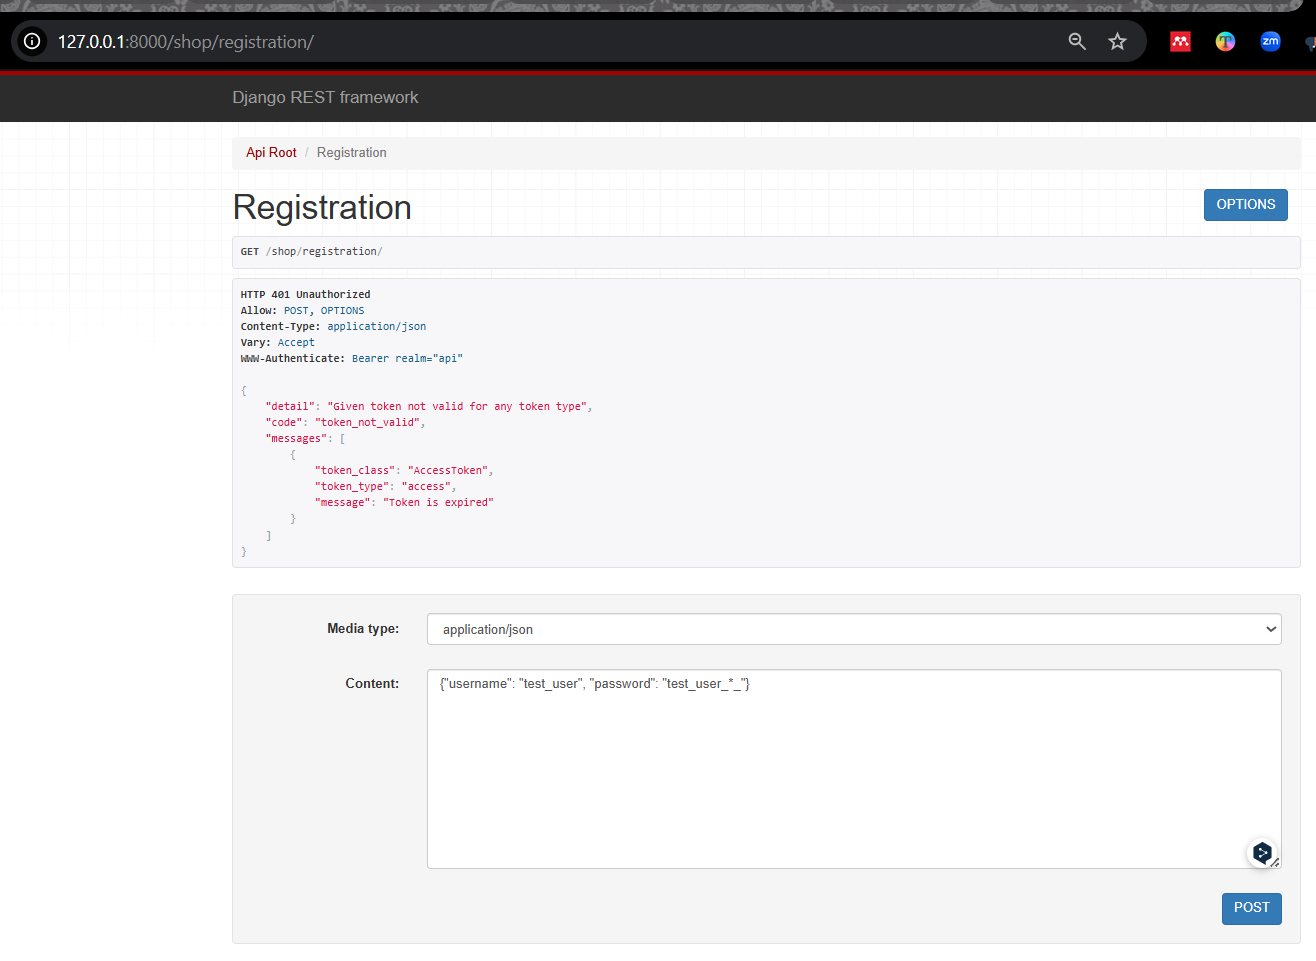 127.0.0.1:8000/shop/registration/
zm
Django REST framework
Api Root / Registration
Registration
OPTIONS
GET /shop/registration/
HTTP 401 Unauthorized
Allow: POST, OPTIONS
Content-Type: application/json
Vary: Accept
WWW-Authenticate: Bearer realm="api"
{
"detail": "Given token not valid for any token type",
"code": "token_not_valid",
"messages": [
{
"token_class": "AccessToken",
"token_type": "access",
"message": "Token is expired"
}
]
}
Media type: application/json
Content: {"username": "test_user", "password": "test_user_*_"}
POST